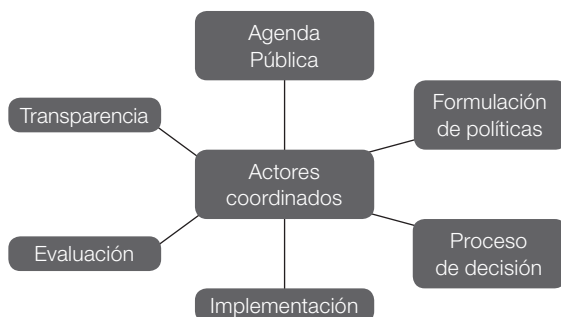 Agenda
Pública
Transparencia
Formulación
de políticas
Actores
coordinados
Evaluación
Proceso
de decisión
Implementación